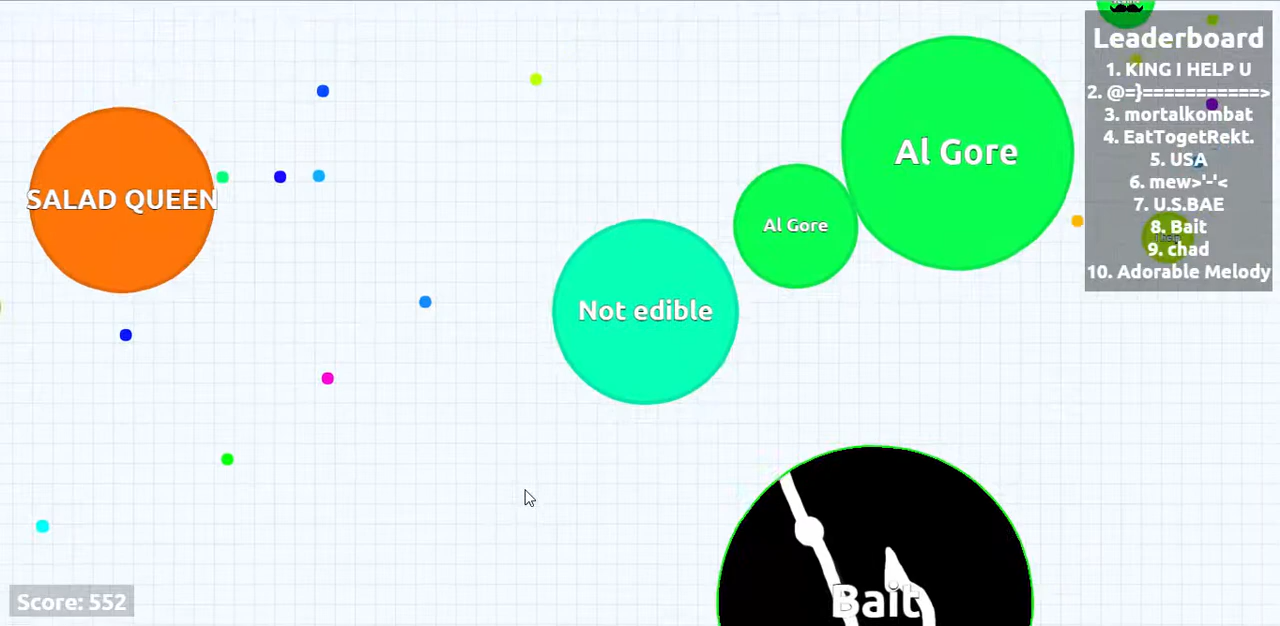 Leaderboard
1. KING I HELP U
2. @=}===========>
3. mortalkombat
4. EatTogetRekt.
5. USA
6. mew>'-'<
7. U.S.BAE
8. Bait
9. chad
10. Adorable Melody
Al Gore
SALAD QUEEN
Al Gore
Not edible
Bait
Score: 552